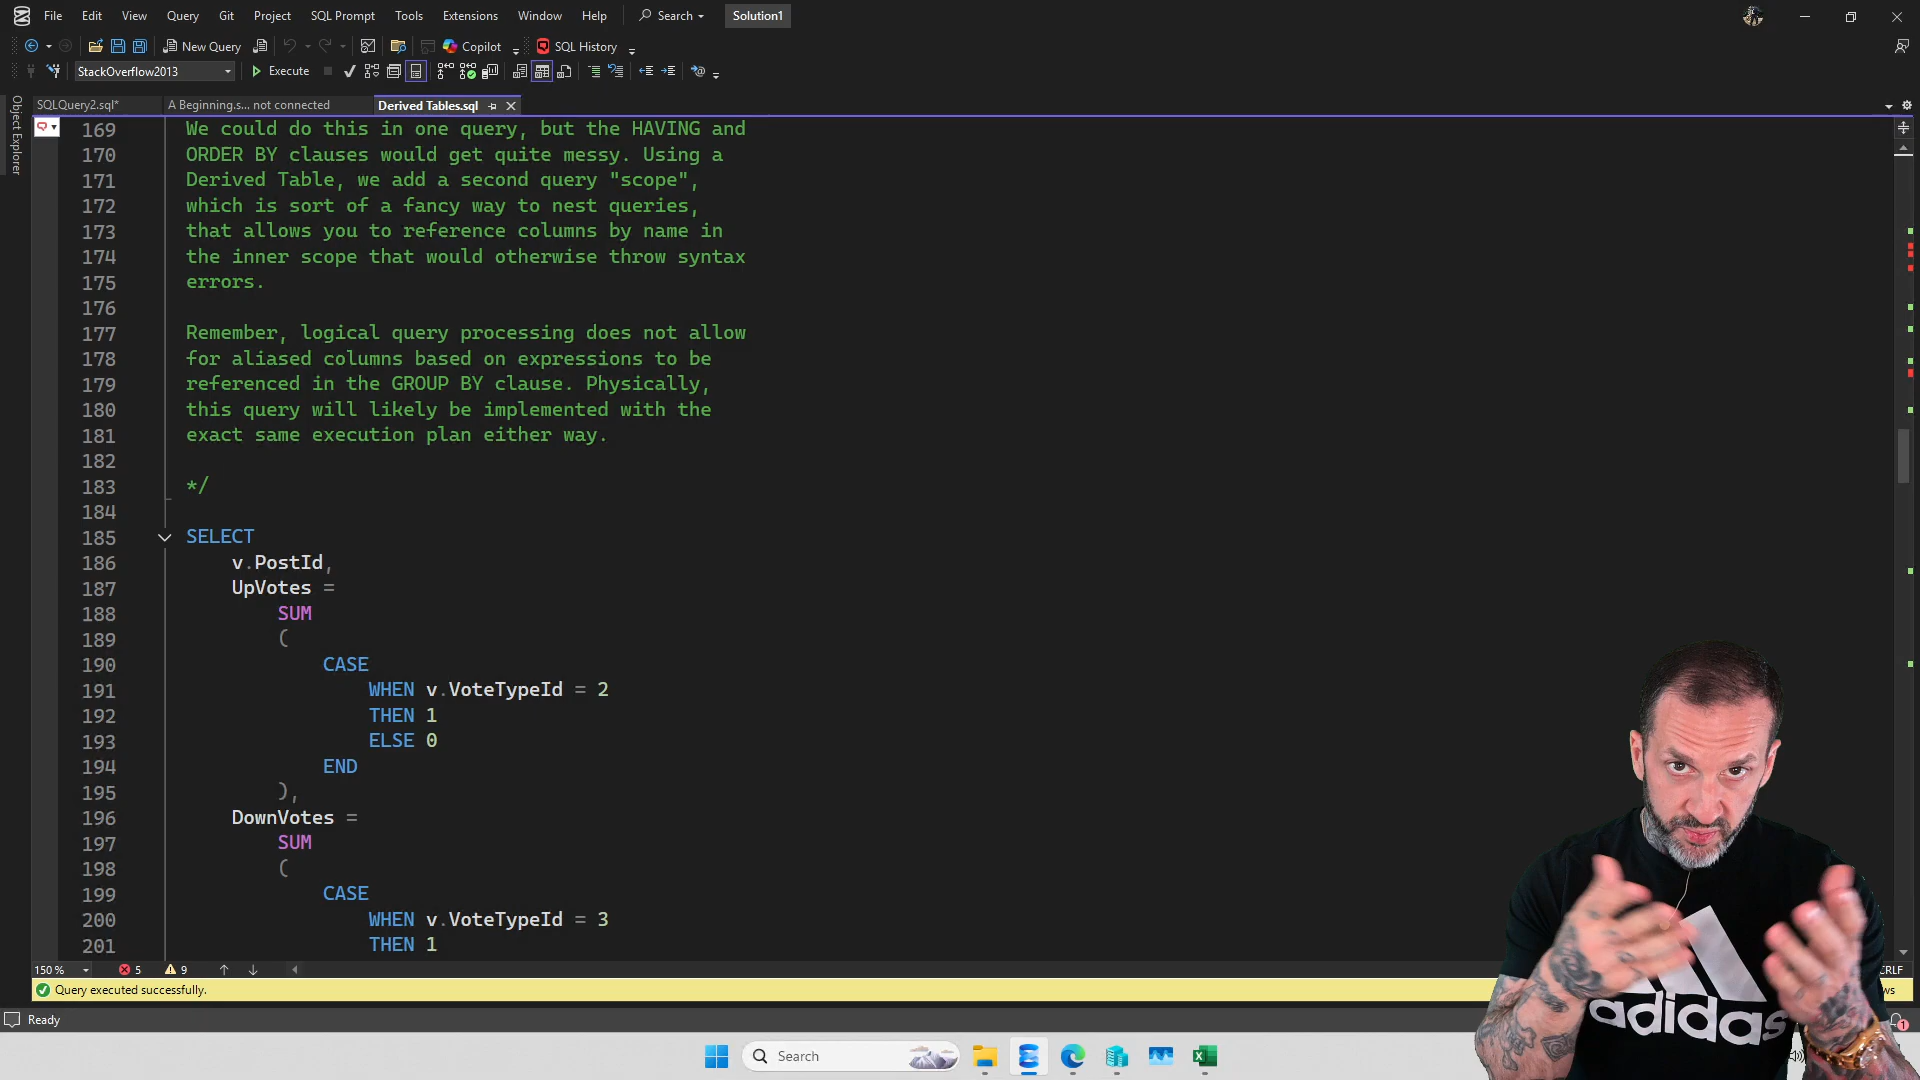 File Edit View Query Git Project SQL Prompt Tools Extensions Window Help Search Solution1
New Query Copilot SQL History
StackOverflow2013 Execute
SQLQuery2.sql* A Beginning.s... not connected Derived Tables.sql
Object Explorer
169 We could do this in one query, but the HAVING and
170 ORDER BY clauses would get quite messy. Using a
171 Derived Table, we add a second query "scope",
172 which is sort of a fancy way to nest queries,
173 that allows you to reference columns by name in
174 the inner scope that would otherwise throw syntax
175 errors.
176
177 Remember, logical query processing does not allow
178 for aliased columns based on expressions to be
179 referenced in the GROUP BY clause. Physically,
180 this query will likely be implemented with the
181 exact same execution plan either way.
182
183 */
184
185 SELECT
186 v.PostId,
187 UpVotes =
188 SUM
189 (
190 CASE
191 WHEN v.VoteTypeId = 2
192 THEN 1
193 ELSE 0
194 END
195 ),
196 DownVotes =
197 SUM
198 (
199 CASE
200 WHEN v.VoteTypeId = 3
201 THEN 1
150 % 5 9 CRLF
Query executed successfully.
Ready
Search
adidas